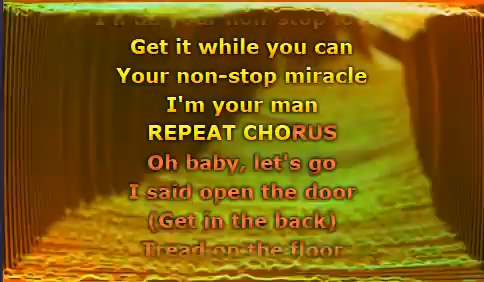 Get it while you can
Your non-stop miracle
I'm your man
REPEAT CHORUS
Oh baby, let's go
I said open the door
(Get in the back)
Tread on the floor